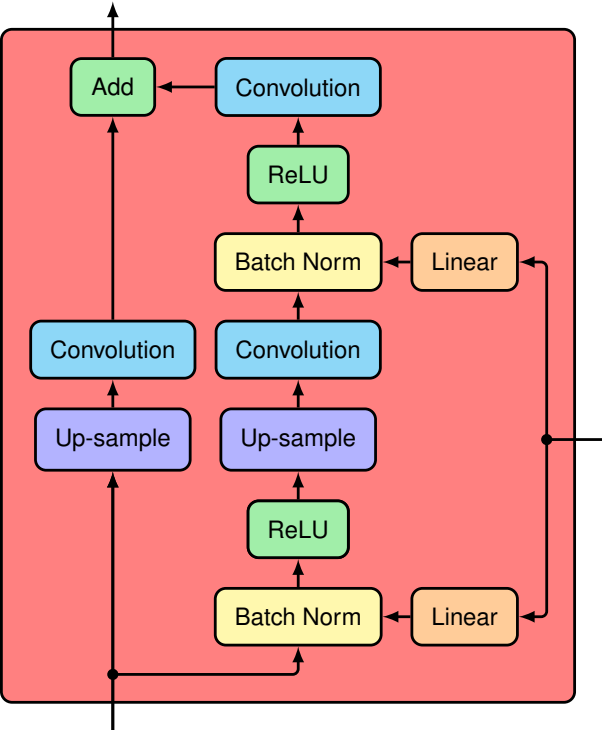 Add
Convolution
ReLU
Batch Norm
Linear
Convolution
Convolution
Up-sample
Up-sample
ReLU
Batch Norm
Linear